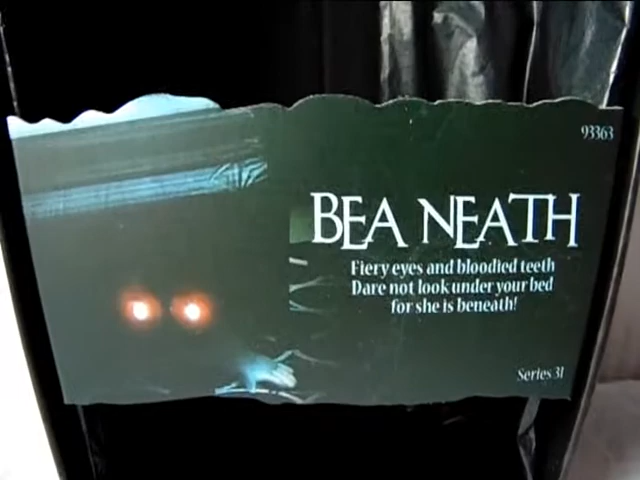 93363
BEA NEATH
Fiery eyes and bloodied teeth
Dare not look under your bed
for she is beneath!
Series 31